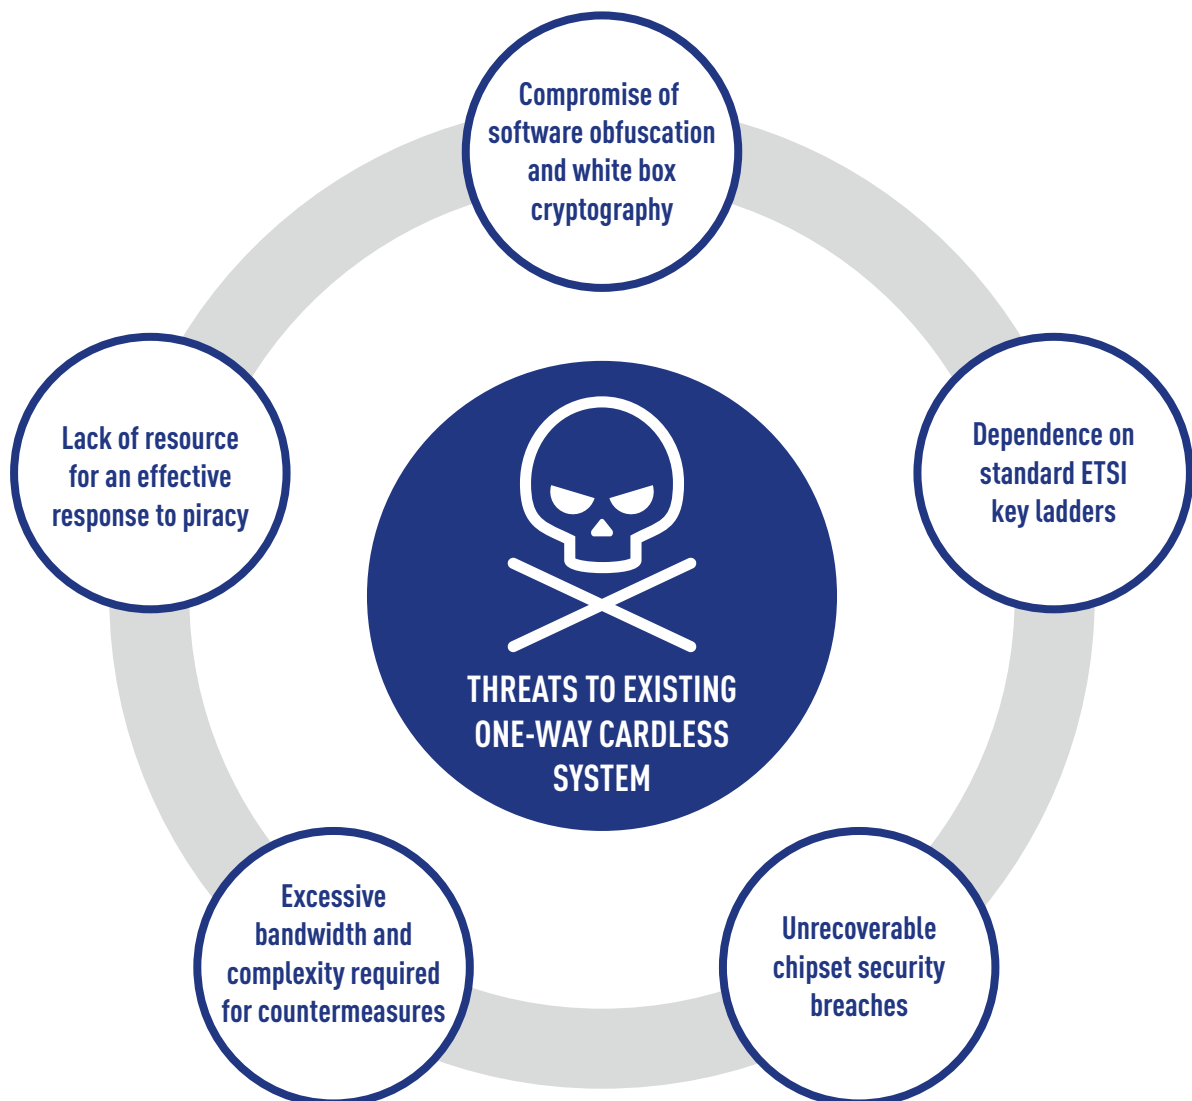 Compromise of
software obfuscation
and white box
cryptography
Lack of resource
for an effective
response to piracy
Dependence on
standard ETSI
key ladders
THREATS TO EXISTING
ONE-WAY CARDLESS
SYSTEM
Excessive
bandwidth and
complexity required
for countermeasures
Unrecoverable
chipset security
breaches